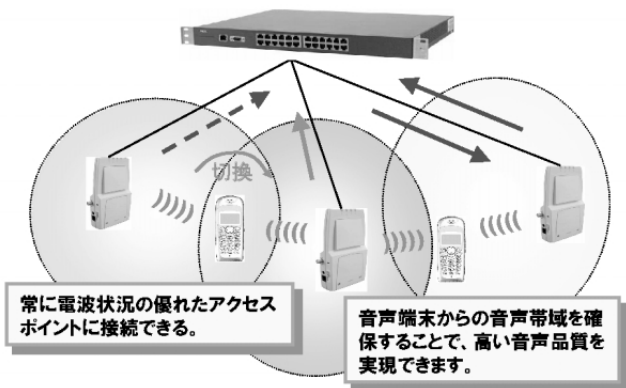 切換
常に電波状況の優れたアクセス
ポイントに接続できる。
音声端末からの音声帯域を確
保することで、高い音声品質を
実現できます。